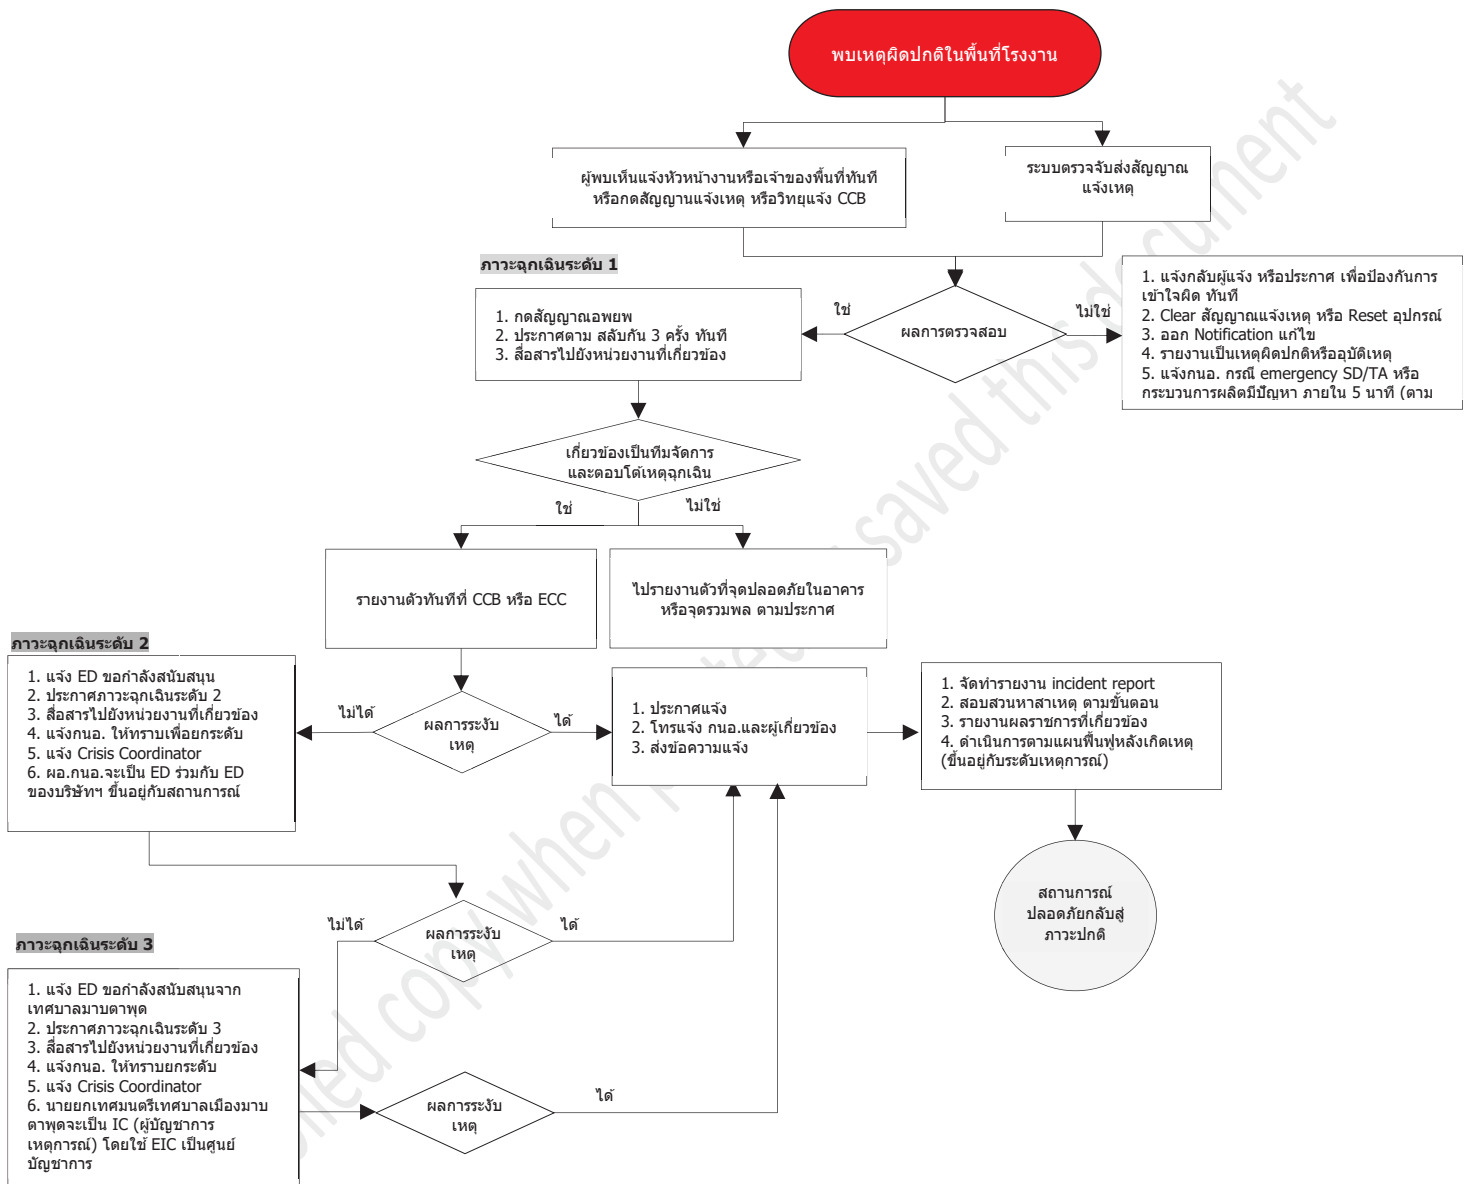 พบเหตุผิดปกติในพื้นที่โรงงาน
ผู้พบเห็นแจ้งหัวหน้างานหรือเจ้าของพื้นที่ทันที
หรือกดสัญญานแจ้งเหตุ หรือวิทยุแจ้ง CCB
ระบบตรวจจับส่งสัญญาณ
แจ้งเหตุ
ภาวะฉุกเฉินระดับ 1
1. กดสัญญาณอพยพ
2. ประกาศตาม สลับกัน 3 ครั้ง ทันที
3. สื่อสารไปยังหน่วยงานที่เกี่ยวข้อง
ใช่
ผลการตรวจสอบ
ไม่ใช่
1. แจ้งกลับผู้แจ้ง หรือประกาศ เพื่อป้องกันการ
เข้าใจผิด ทันที
2. Clear สัญญาณแจ้งเหตุ หรือ Reset อุปกรณ์
3. ออก Notification แก้ไข
4. รายงานเป็นเหตุผิดปกติหรืออุบัติเหตุ
5. แจ้งกนอ. กรณี emergency SD/TA หรือ
กระบวนการผลิตมีปัญหา ภายใน 5 นาที (ตาม
เกี่ยวข้องเป็นทีมจัดการ
และตอบโต้เหตุฉุกเฉิน
ใช่
ไม่ใช่
รายงานตัวทันทีที่ CCB หรือ ECC
ไปรายงานตัวที่จุดปลอดภัยในอาคาร
หรือจุดรวมพล ตามประกาศ
ภาวะฉุกเฉินระดับ 2
1. แจ้ง ED ขอกำลังสนับสนุน
2. ประกาศภาวะฉุกเฉินระดับ 2
3. สื่อสารไปยังหน่วยงานที่เกี่ยวข้อง
4. แจ้งกนอ. ให้ทราบเพื่อยกระดับ
5. แจ้ง Crisis Coordinator
6. ผอ.กนอ.จะเป็น ED ร่วมกับ ED
ของบริษัทฯ ขึ้นอยู่กับสถานการณ์
ไม่ได้
ผลการระงับ
เหตุ
ได้
1. ประกาศแจ้ง
2. โทรแจ้ง กนอ.และผู้เกี่ยวข้อง
3. ส่งข้อความแจ้ง
1. จัดทำรายงาน incident report
2. สอบสวนหาสาเหตุ ตามขั้นตอน
3. รายงานผลราชการที่เกี่ยวข้อง
4. ดำเนินการตามแผนฟื้นฟูหลังเกิดเหตุ
(ขึ้นอยู่กับระดับเหตุการณ์)
สถานการณ์
ปลอดภัยกลับสู่
ภาวะปกติ
ไม่ได้
ผลการระงับ
เหตุ
ได้
ภาวะฉุกเฉินระดับ 3
1. แจ้ง ED ขอกำลังสนับสนุนจาก
เทศบาลมาบตาพุด
2. ประกาศภาวะฉุกเฉินระดับ 3
3. สื่อสารไปยังหน่วยงานที่เกี่ยวข้อง
4. แจ้งกนอ. ให้ทราบยกระดับ
5. แจ้ง Crisis Coordinator
6. นายยกเทศมนตรีเทศบาลเมืองมาบ
ตาพุดจะเป็น IC (ผู้บัญชาการ
เหตุการณ์) โดยใช้ EIC เป็นศูนย์
บัญชาการ
ผลการระงับ
เหตุ
ได้
copy when saved this document